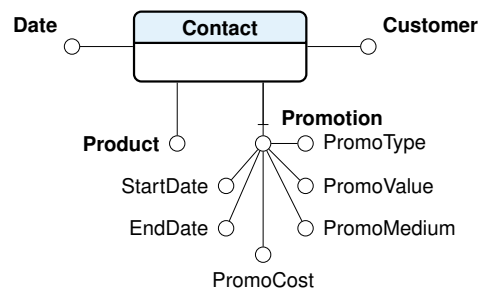 Date
Contact
Customer
Promotion
Product
PromoType
StartDate
PromoValue
EndDate
PromoMedium
PromoCost